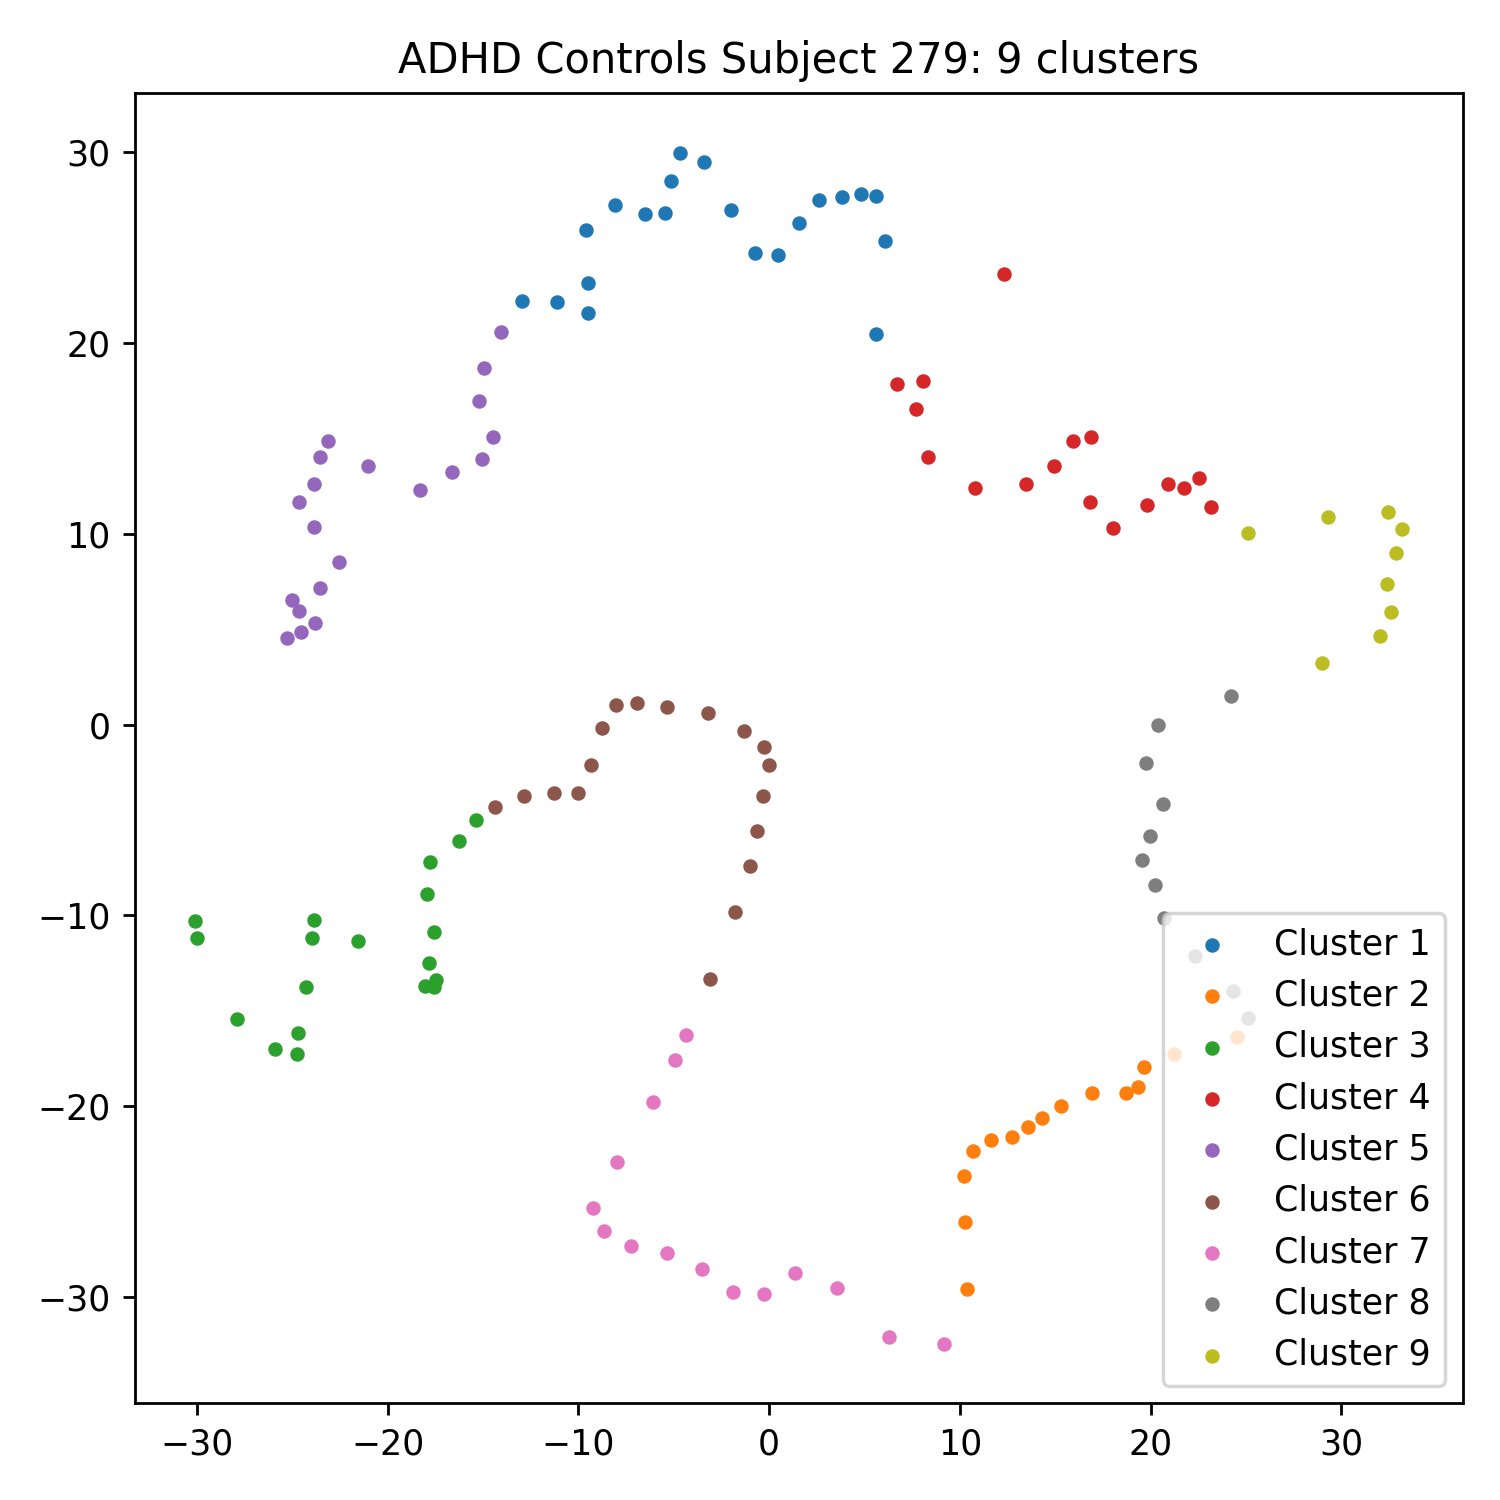 ADHD Controls Subject 279: 9 clusters
30
20
10
0
−10
−20
−30
−30
−20
−10
0
10
20
30
Cluster 1
Cluster 2
Cluster 3
Cluster 4
Cluster 5
Cluster 6
Cluster 7
Cluster 8
Cluster 9